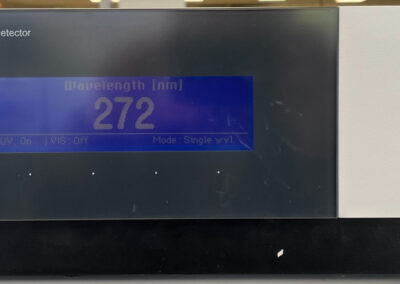 etector
Wavelength [nm]
272
UV: On | VIS: Off Mode: Single wvl.